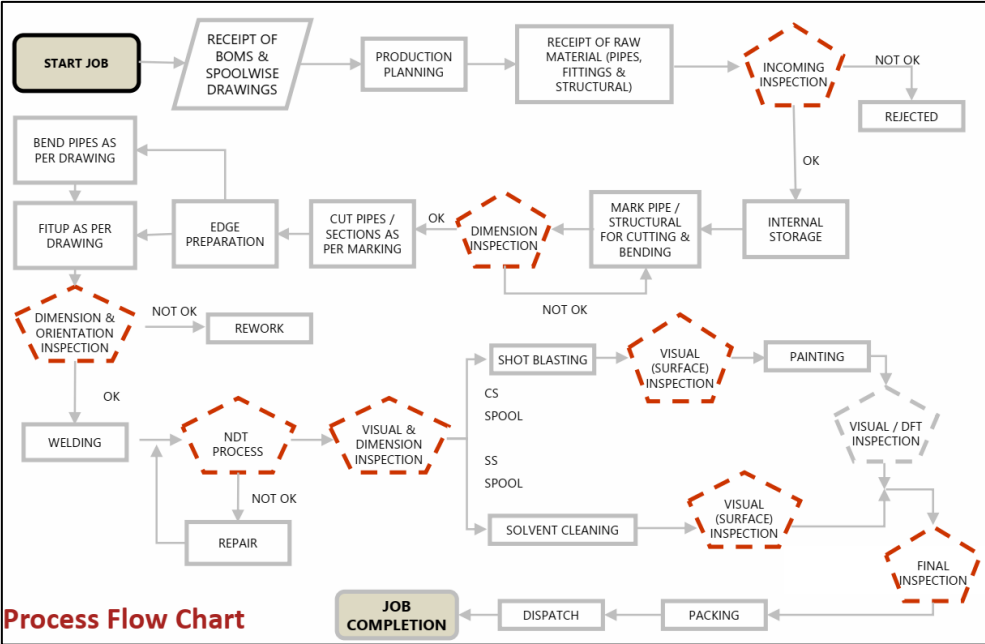 START JOB
RECEIPT OF
BOMS &
SPOOLWISE
DRAWINGS
PRODUCTION
PLANNING
RECEIPT OF RAW
MATERIAL (PIPES,
FITTINGS &
STRUCTURAL)
INCOMING
INSPECTION
NOT OK
REJECTED
OK
BEND PIPES AS
PER DRAWING
FITUP AS PER
DRAWING
EDGE
PREPARATION
CUT PIPES /
SECTIONS AS
PER MARKING
OK
DIMENSION
INSPECTION
MARK PIPE /
STRUCTURAL
FOR CUTTING &
BENDING
INTERNAL
STORAGE
NOT OK
DIMENSION &
ORIENTATION
INSPECTION
NOT OK
REWORK
OK
WELDING
NDT
PROCESS
NOT OK
REPAIR
VISUAL &
DIMENSION
INSPECTION
SHOT BLASTING
CS
SPOOL
SS
SPOOL
SOLVENT CLEANING
VISUAL
(SURFACE)
INSPECTION
PAINTING
VISUAL / DFT
INSPECTION
VISUAL
(SURFACE)
INSPECTION
FINAL
INSPECTION
PACKING
DISPATCH
JOB
COMPLETION
Process Flow Chart